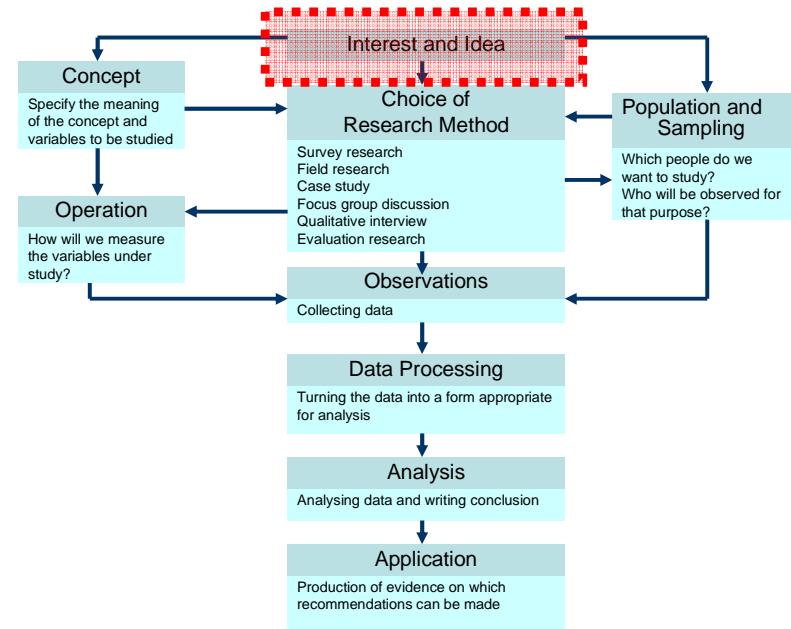 Interest and Idea
Concept
Specify the meaning
of the concept and
variables to be studied
Choice of
Research Method
Survey research
Field research
Case study
Focus group discussion
Qualitative interview
Evaluation research
Population and
Sampling
Which people do we
want to study?
Who will be observed for
that purpose?
Operation
How will we measure
the variables under
study?
Observations
Collecting data
Data Processing
Turning the data into a form appropriate
for analysis
Analysis
Analysing data and writing conclusion
Application
Production of evidence on which
recommendations can be made